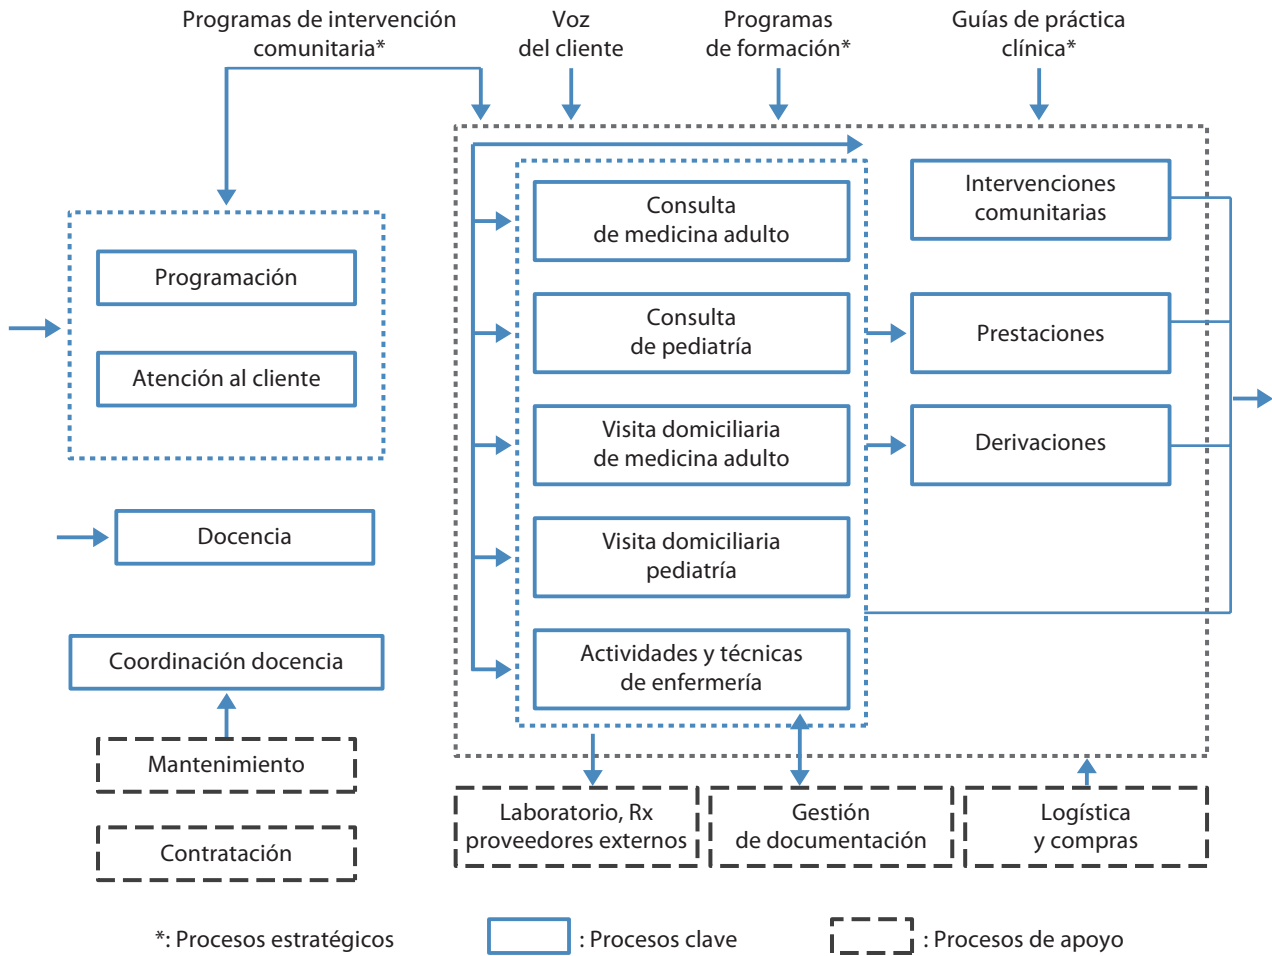 Programas de intervención
comunitaria*
Voz
del cliente
Programas
de formación*
Guías de práctica
clínica*
Programación
Atención al cliente
Docencia
Coordinación docencia
Mantenimiento
Contratación
Consulta
de medicina adulto
Consulta
de pediatría
Visita domiciliaria
de medicina adulto
Visita domiciliaria
pediatría
Actividades y técnicas
de enfermería
Intervenciones
comunitarias
Prestaciones
Derivaciones
Laboratorio, Rx
proveedores externos
Gestión
de documentación
Logística
y compras
*: Procesos estratégicos
: Procesos clave
: Procesos de apoyo